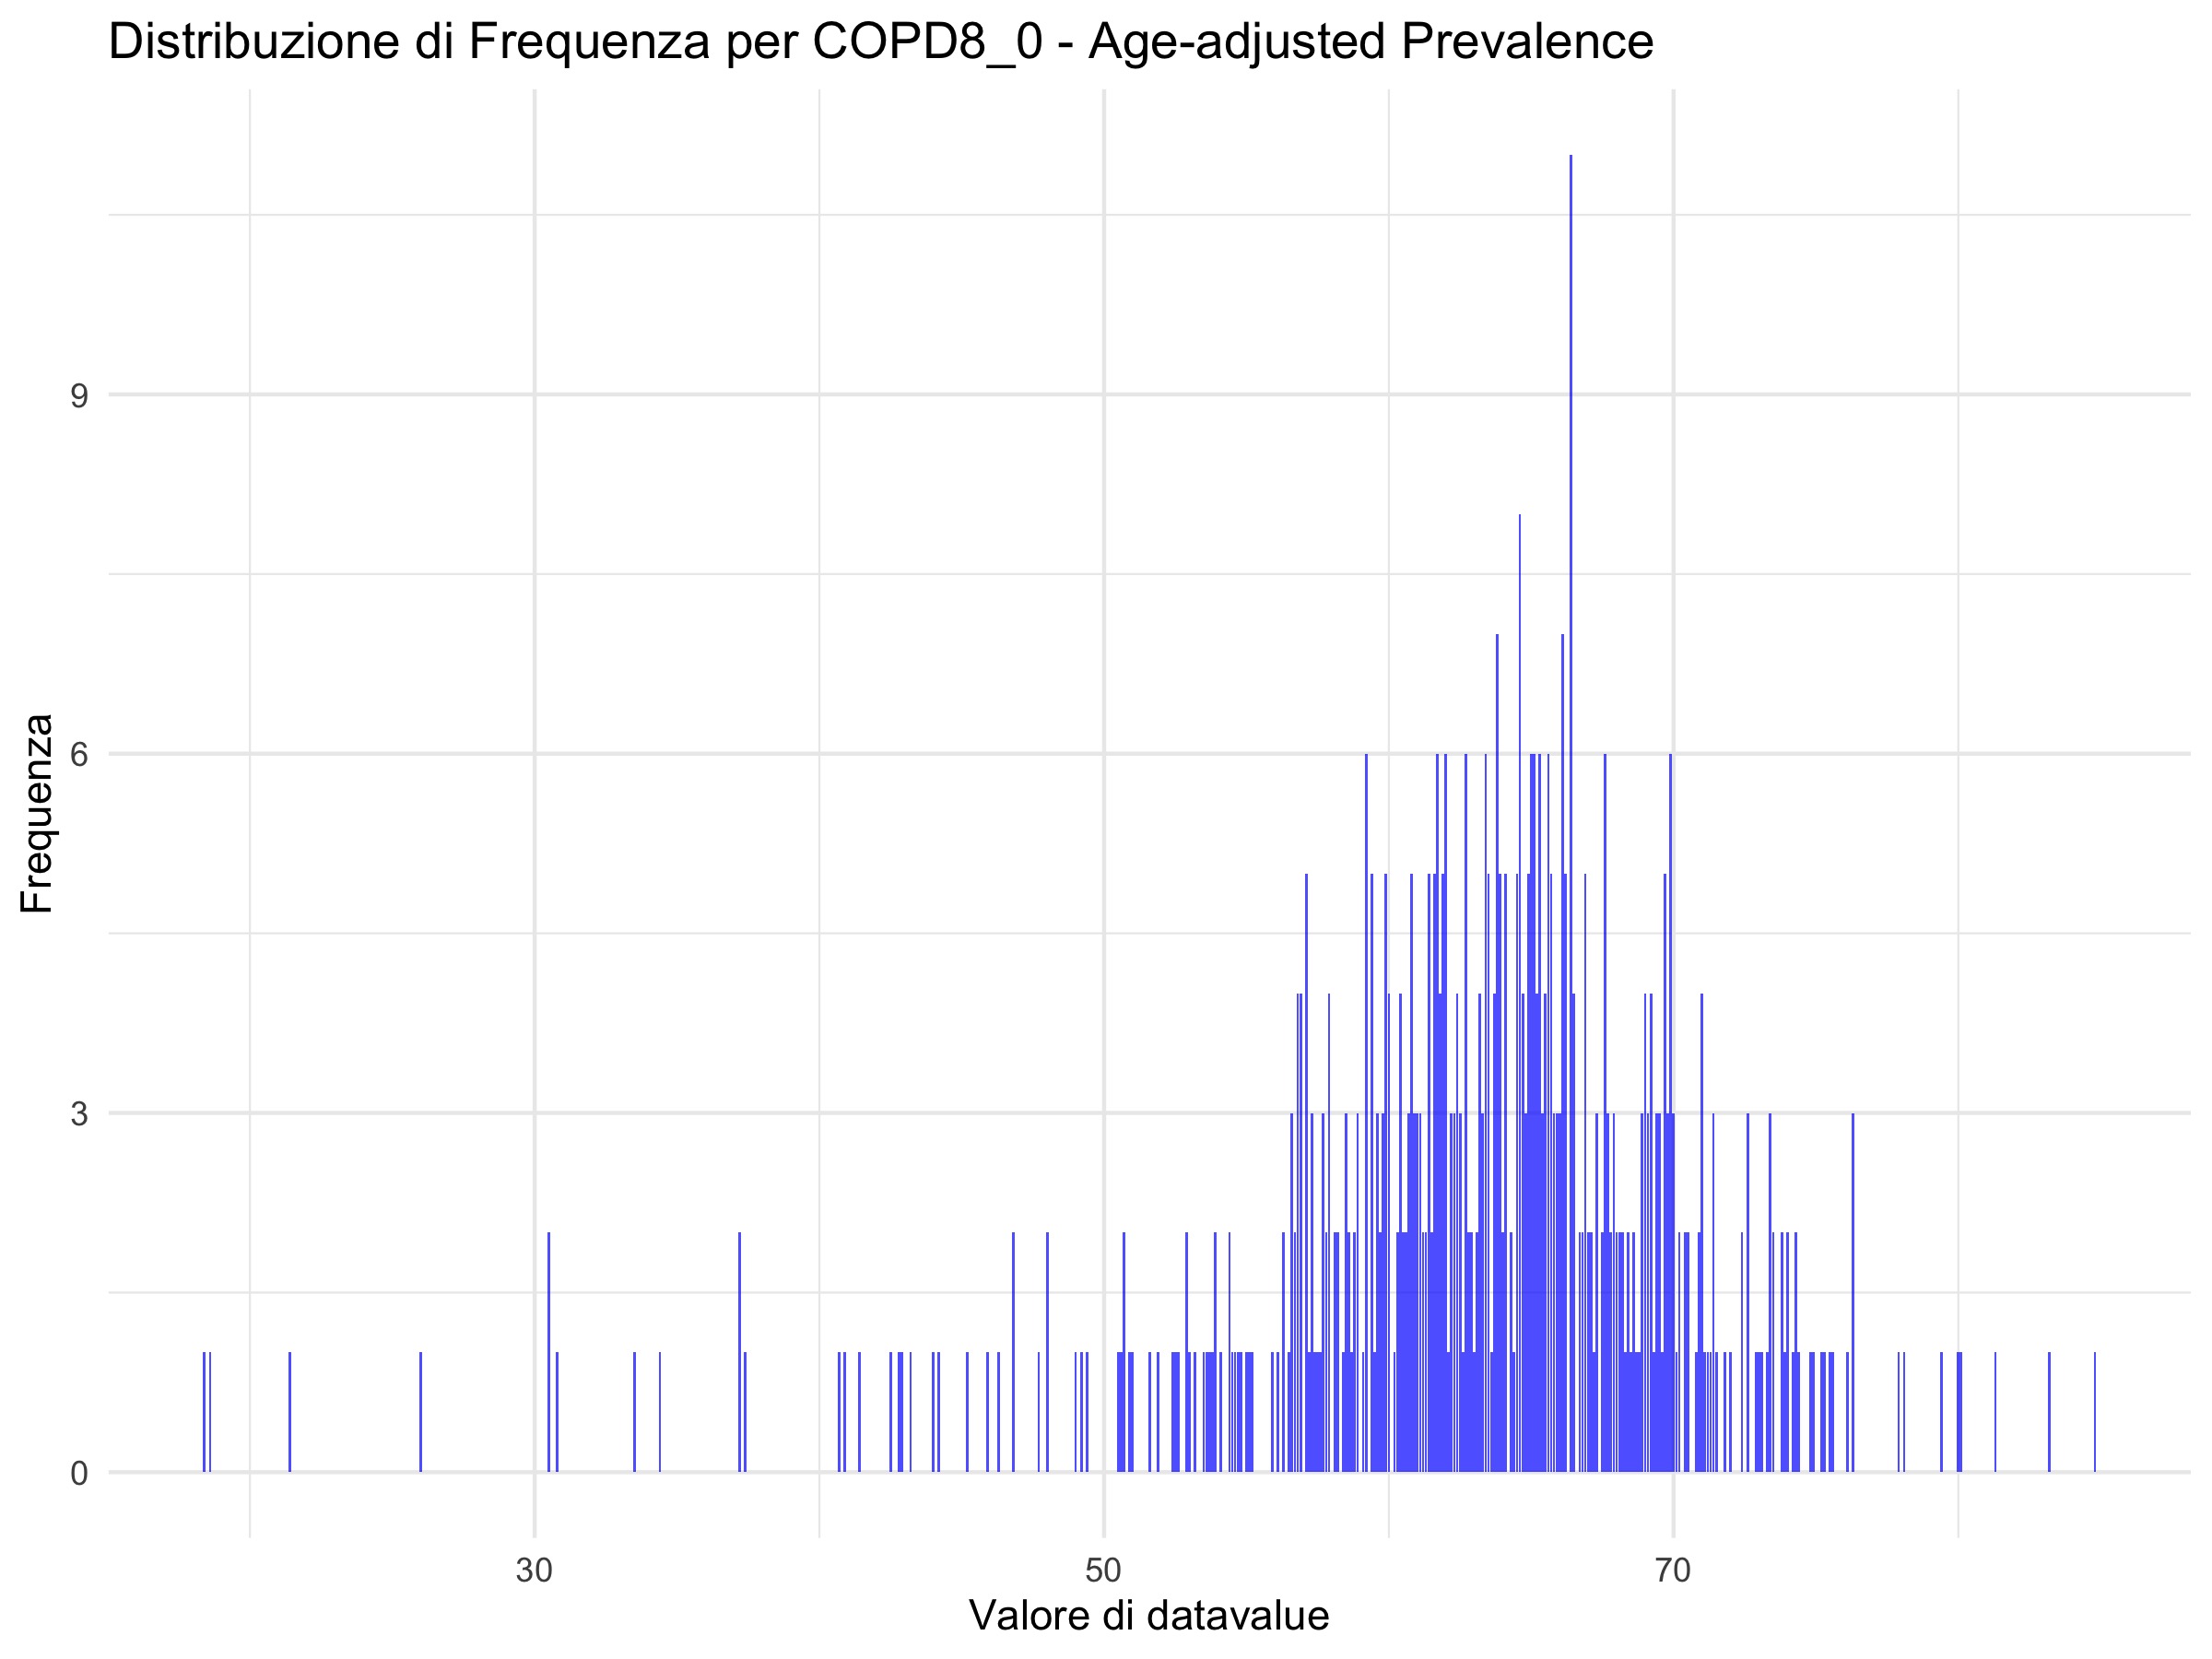 Distribuzione di Frequenza per COPD8_0 - Age-adjusted Prevalence
Frequenza
9
6
3
0
30 50 70
Valore di datavalue